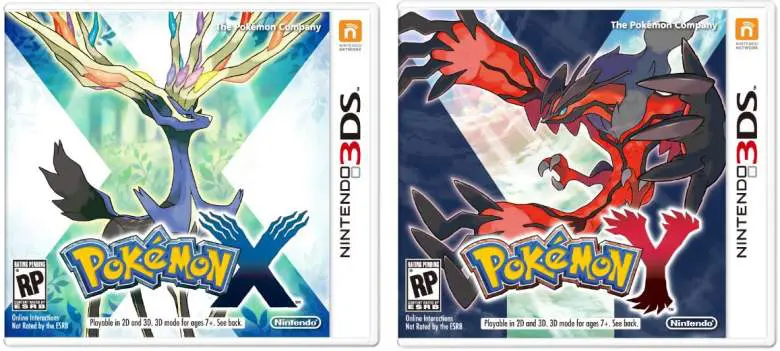 The Pokémon Company
NINTENDO
NETWORK
NINTENDO 3DS™
POKéMON X
RATING PENDING
RP
CONTENT RATED BY
ESRB
Online Interactions
Not Rated by the ESRB
Playable in 2D and 3D. 3D mode for ages 7+. See back.
Nintendo
The Pokémon Company
NINTENDO
NETWORK
NINTENDO 3DS™
POKéMON Y
RATING PENDING
RP
CONTENT RATED BY
ESRB
Online Interactions
Not Rated by the ESRB
Playable in 2D and 3D. 3D mode for ages 7+. See back.
Nintendo